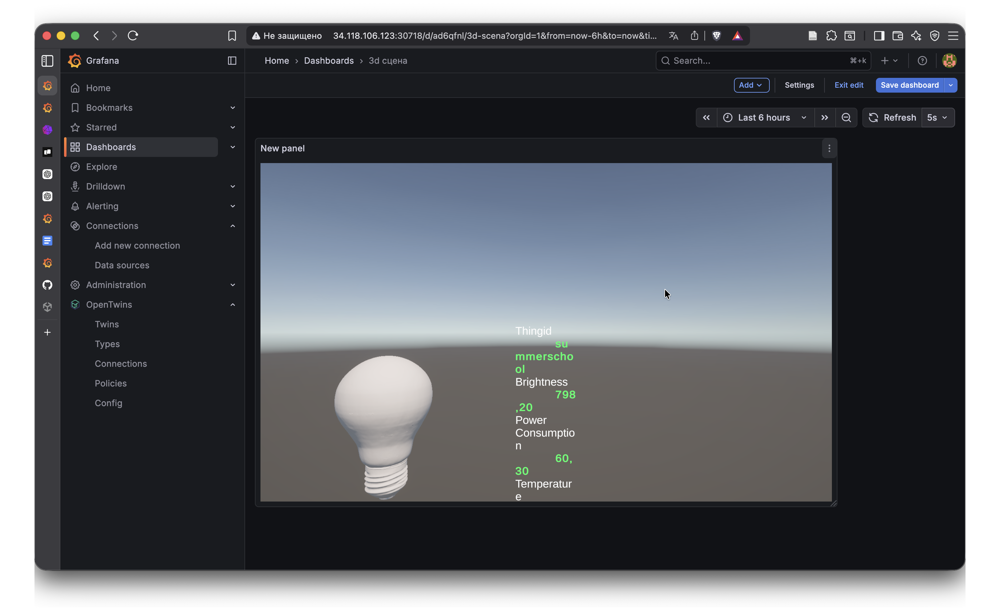 Не защищено 34.118.106.123:30718/d/ad6qfnl/3d-scena?orgId=1&from=now-6h&to=now&ti...
Grafana
Home › Dashboards › 3d сцена
Search...
⌘+k
Add
Settings
Exit edit
Save dashboard
Last 6 hours
Refresh
5s
Home
Bookmarks
Starred
Dashboards
Explore
Drilldown
Alerting
Connections
Add new connection
Data sources
Administration
OpenTwins
Twins
Types
Connections
Policies
Config
New panel
Thingid
su
mmerscho
ol
Brightness
798
,20
Power
Consumptio
n
60,
30
Temperatur
e